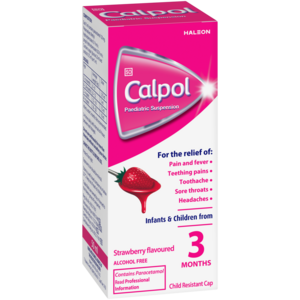 HALEON
S0
Calpol
Paediatric Suspension
For the relief of:
Pain and fever •
Teething pains •
Toothache •
Sore throats •
Headaches •
Infants & Children from
3
MONTHS
Strawberry flavoured
ALCOHOL FREE
Contains Paracetamol
Read Professional
Information
Child Resistant Cap